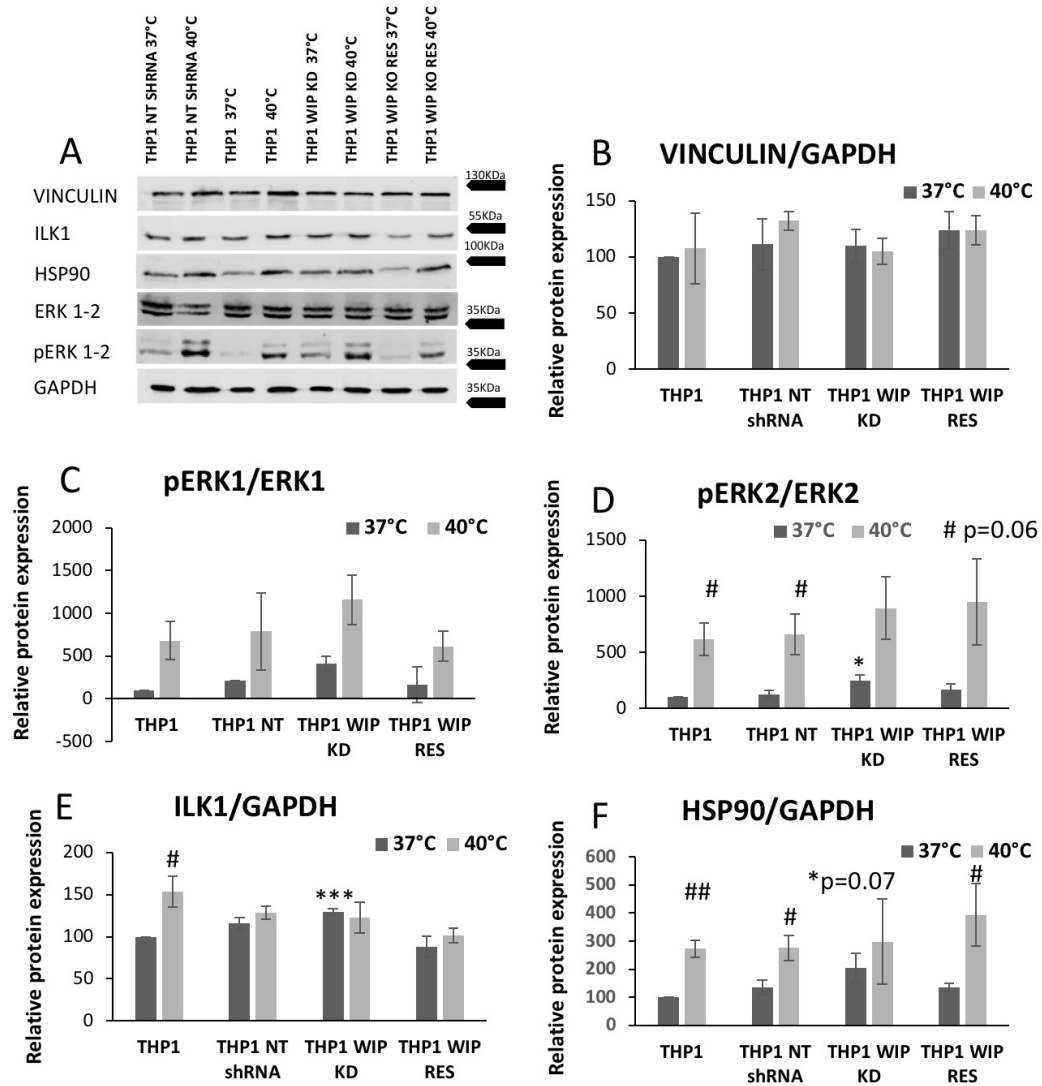 THP1 NT SHRNA 37°C
THP1 NT SHRNA 40°C
THP1 37°C
THP1 40°C
THP1 WIP KD 37°C
THP1 WIP KD 40°C
THP1 WIP KO RES 37°C
THP1 WIP KO RES 40°C
A
VINCULIN
130KDa
ILK1
55KDa
HSP90
100KDa
ERK 1-2
35KDa
pERK 1-2
35KDa
GAPDH
35KDa
B
VINCULIN/GAPDH
37°C 40°C
Relative protein expression
150
100
50
0
THP1
THP1 NT
shRNA
THP1 WIP
KD
THP1 WIP
RES
C
pERK1/ERK1
37°C 40°C
Relative protein expression
2000
1500
1000
500
0
-500
THP1
THP1 NT
THP1 WIP
KD
THP1 WIP
RES
D
pERK2/ERK2
37°C 40°C
# p=0.06
Relative protein expression
1500
1000
500
0
#
#
*
THP1
THP1 NT
THP1 WIP
KD
THP1 WIP
RES
E
ILK1/GAPDH
37°C 40°C
Relative protein expression
200
150
100
50
0
#
***
THP1
THP1 NT
shRNA
THP1 WIP
KD
THP1 WIP
RES
F
HSP90/GAPDH
37°C 40°C
Relative protein expression
600
500
400
300
200
100
0
##
#
*p=0.07
#
THP1
THP1 NT
shRNA
THP1 WIP
KD
THP1 WIP
RES